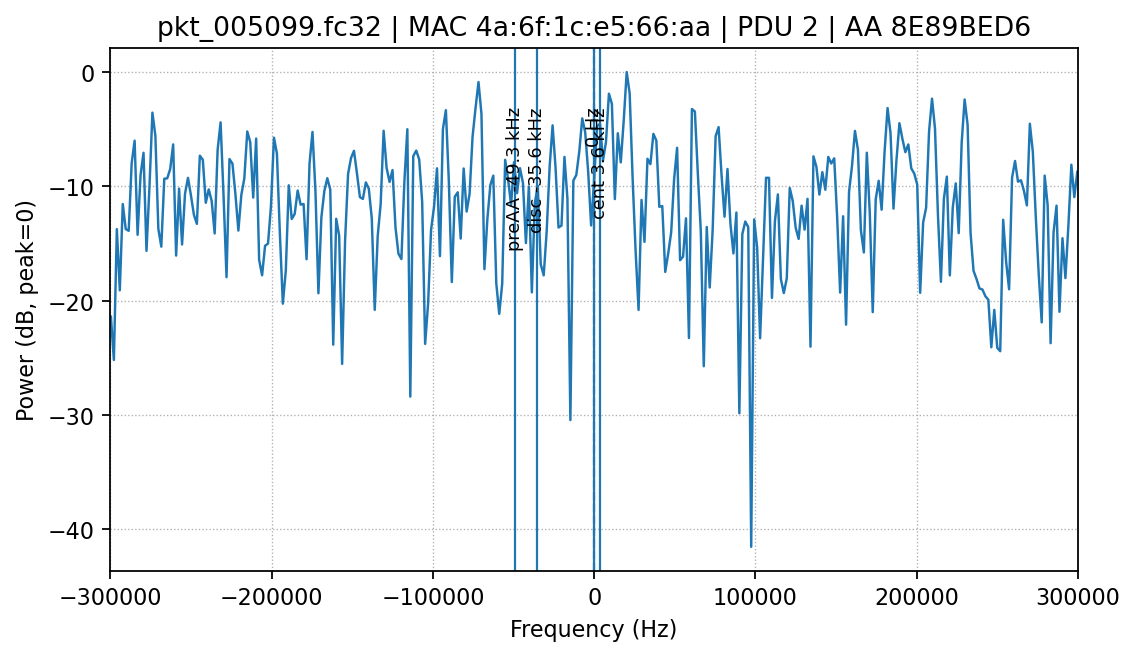 pkt_005099.fc32 | MAC 4a:6f:1c:e5:66:aa | PDU 2 | AA 8E89BED6
Power (dB, peak=0)
0
−10
−20
−30
−40
preAA -49.3 kHz
disc -35.6 kHz
0 Hz
cent 3.6 kHz
−300000
−200000
−100000
0
100000
200000
300000
Frequency (Hz)